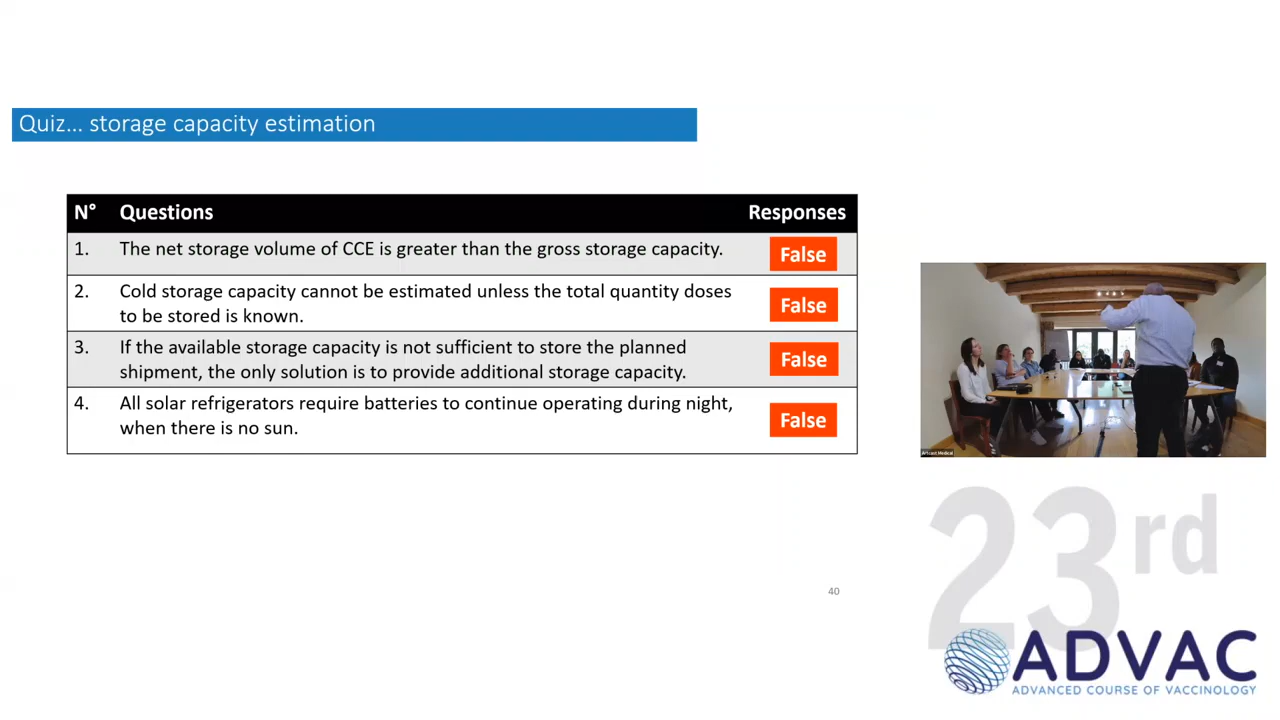 Quiz... storage capacity estimation
N° Questions Responses
1. The net storage volume of CCE is greater than the gross storage capacity. False
2. Cold storage capacity cannot be estimated unless the total quantity doses
to be stored is known. False
3. If the available storage capacity is not sufficient to store the planned
shipment, the only solution is to provide additional storage capacity. False
4. All solar refrigerators require batteries to continue operating during night,
when there is no sun. False
Artcast Medical
40
23rd
ADVAC
ADVANCED COURSE OF VACCINOLOGY